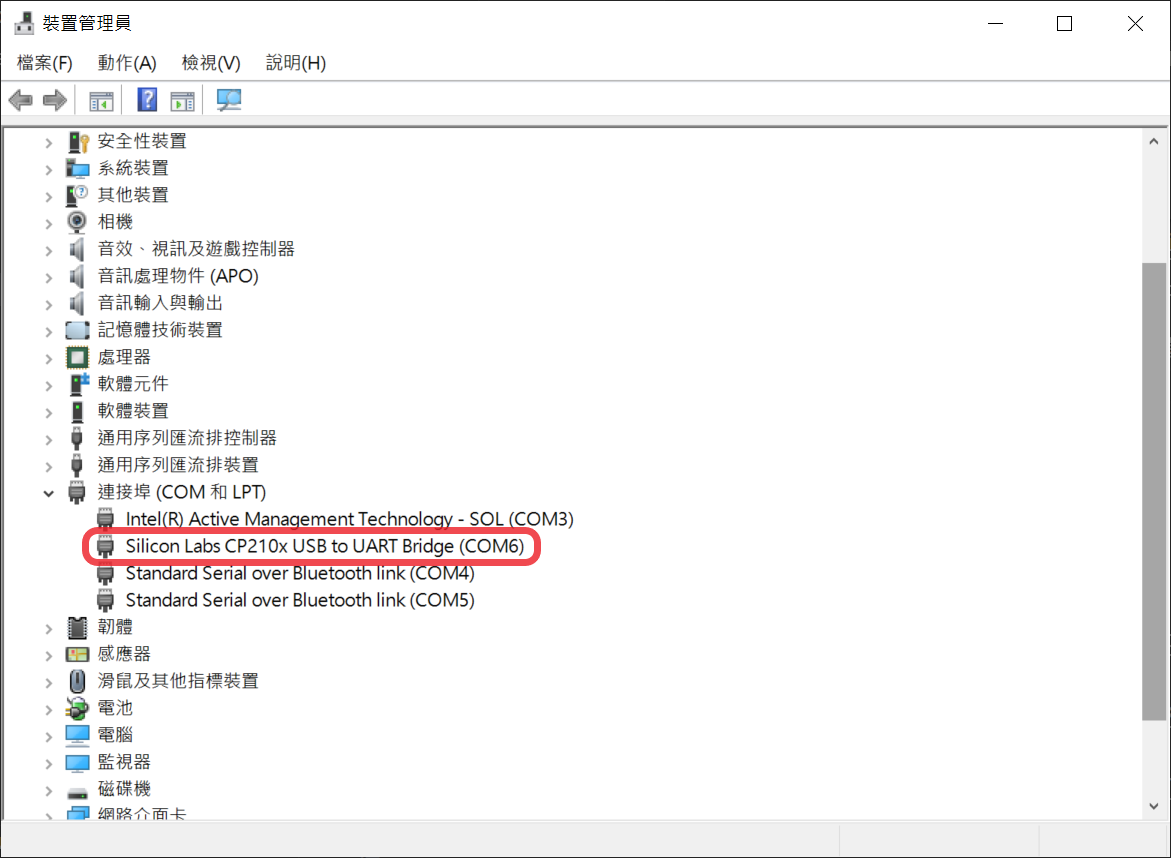 裝置管理員
檔案(F) 動作(A) 檢視(V) 說明(H)
安全性裝置
系統裝置
其他裝置
相機
音效、視訊及遊戲控制器
音訊處理物件 (APO)
音訊輸入與輸出
記憶體技術裝置
處理器
軟體元件
軟體裝置
通用序列匯流排控制器
通用序列匯流排裝置
連接埠 (COM 和 LPT)
Intel(R) Active Management Technology - SOL (COM3)
Silicon Labs CP210x USB to UART Bridge (COM6)
Standard Serial over Bluetooth link (COM4)
Standard Serial over Bluetooth link (COM5)
韌體
感應器
滑鼠及其他指標裝置
電池
電腦
監視器
磁碟機
網路介面卡